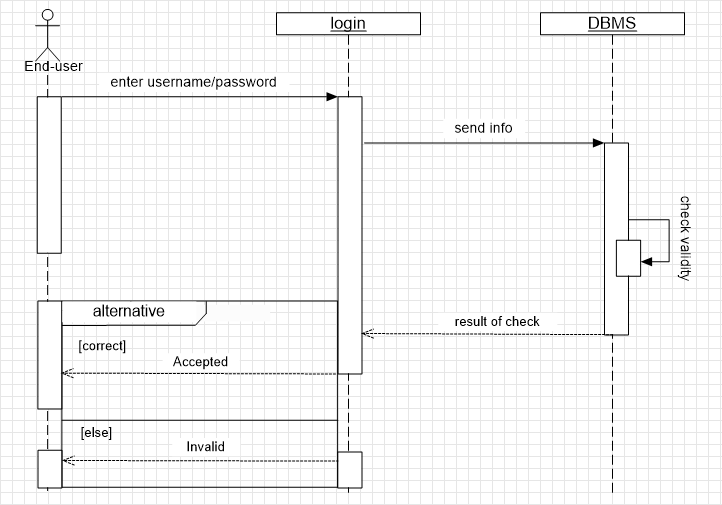 login
DBMS
End-user
enter username/password
send info
check validity
alternative
result of check
[correct]
Accepted
[else]
Invalid